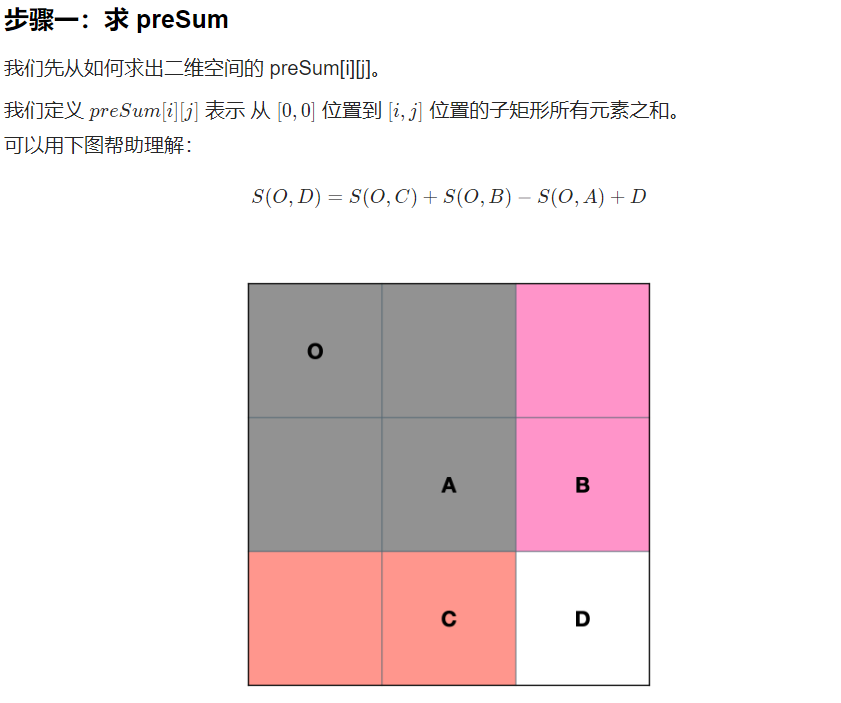 步骤一：求 preSum
我们先从如何求出二维空间的 preSum[i][j]。
我们定义 preSum[i][j] 表示 从 [0,0] 位置到 [i,j] 位置的子矩形所有元素之和。
可以用下图帮助理解：
S(O,D) = S(O,C) + S(O,B) − S(O,A) + D
O
A B
C D